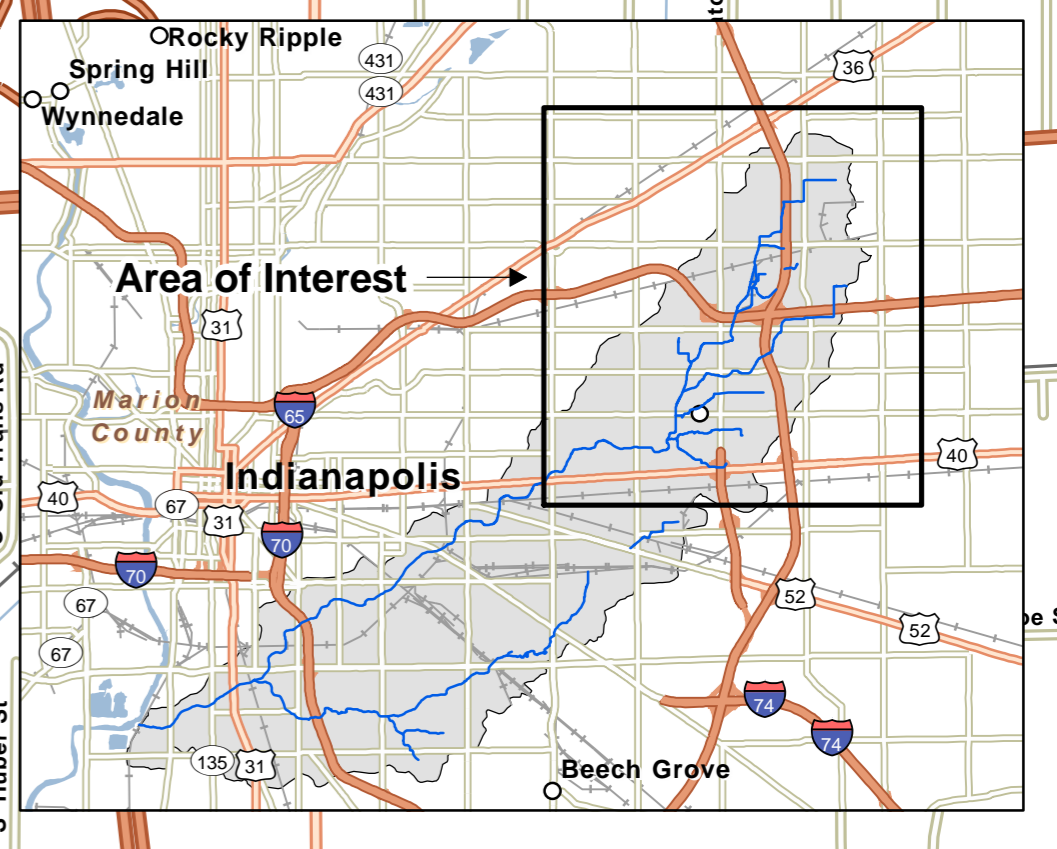 Rocky Ripple
Spring Hill
Wynnedale
431
431
36
Area of Interest
31
Marion
County
65
Indianapolis
40
40
67
31
70
70
67
52
52
67
74
74
135
31
Beech Grove